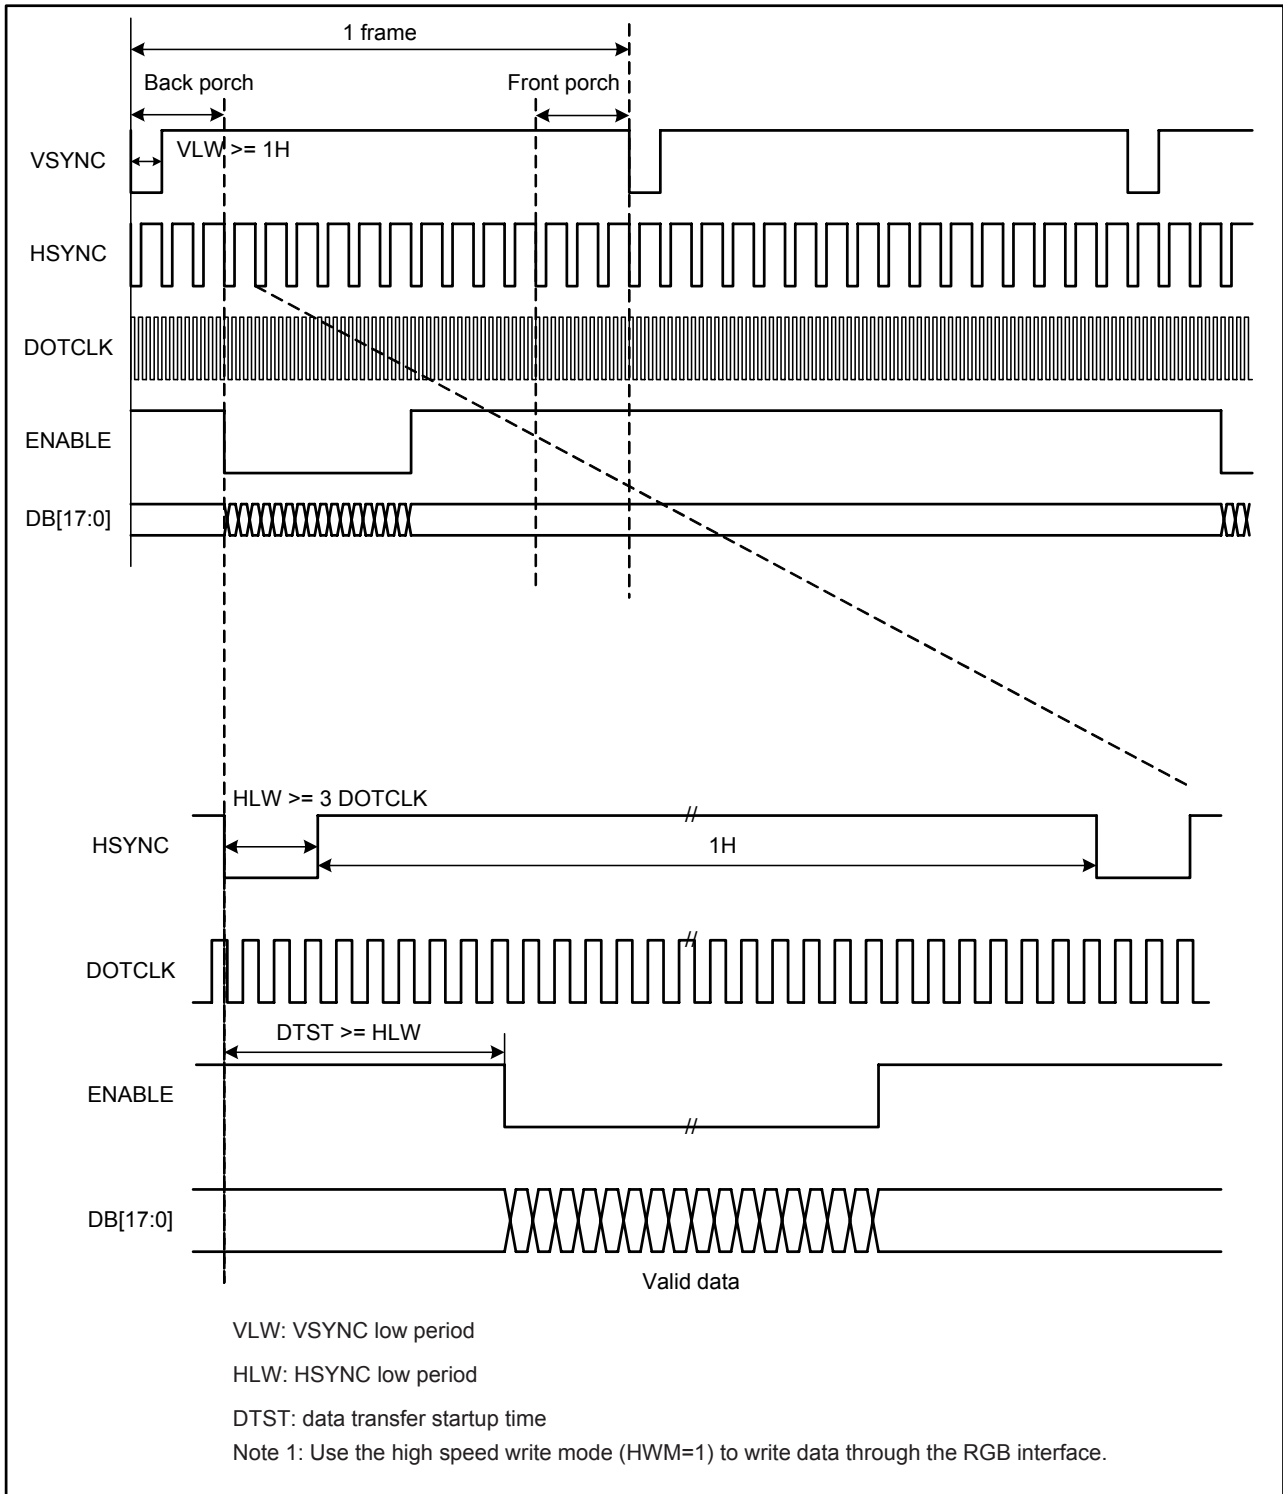 1 frame
Back porch
Front porch
VLW >= 1H
VSYNC
HSYNC
DOTCLK
ENABLE
DB[17:0]
HLW >= 3 DOTCLK
//
HSYNC
1H
//
DOTCLK
DTST >= HLW
ENABLE
//
DB[17:0]
Valid data
VLW: VSYNC low period
HLW: HSYNC low period
DTST: data transfer startup time
Note 1: Use the high speed write mode (HWM=1) to write data through the RGB interface.